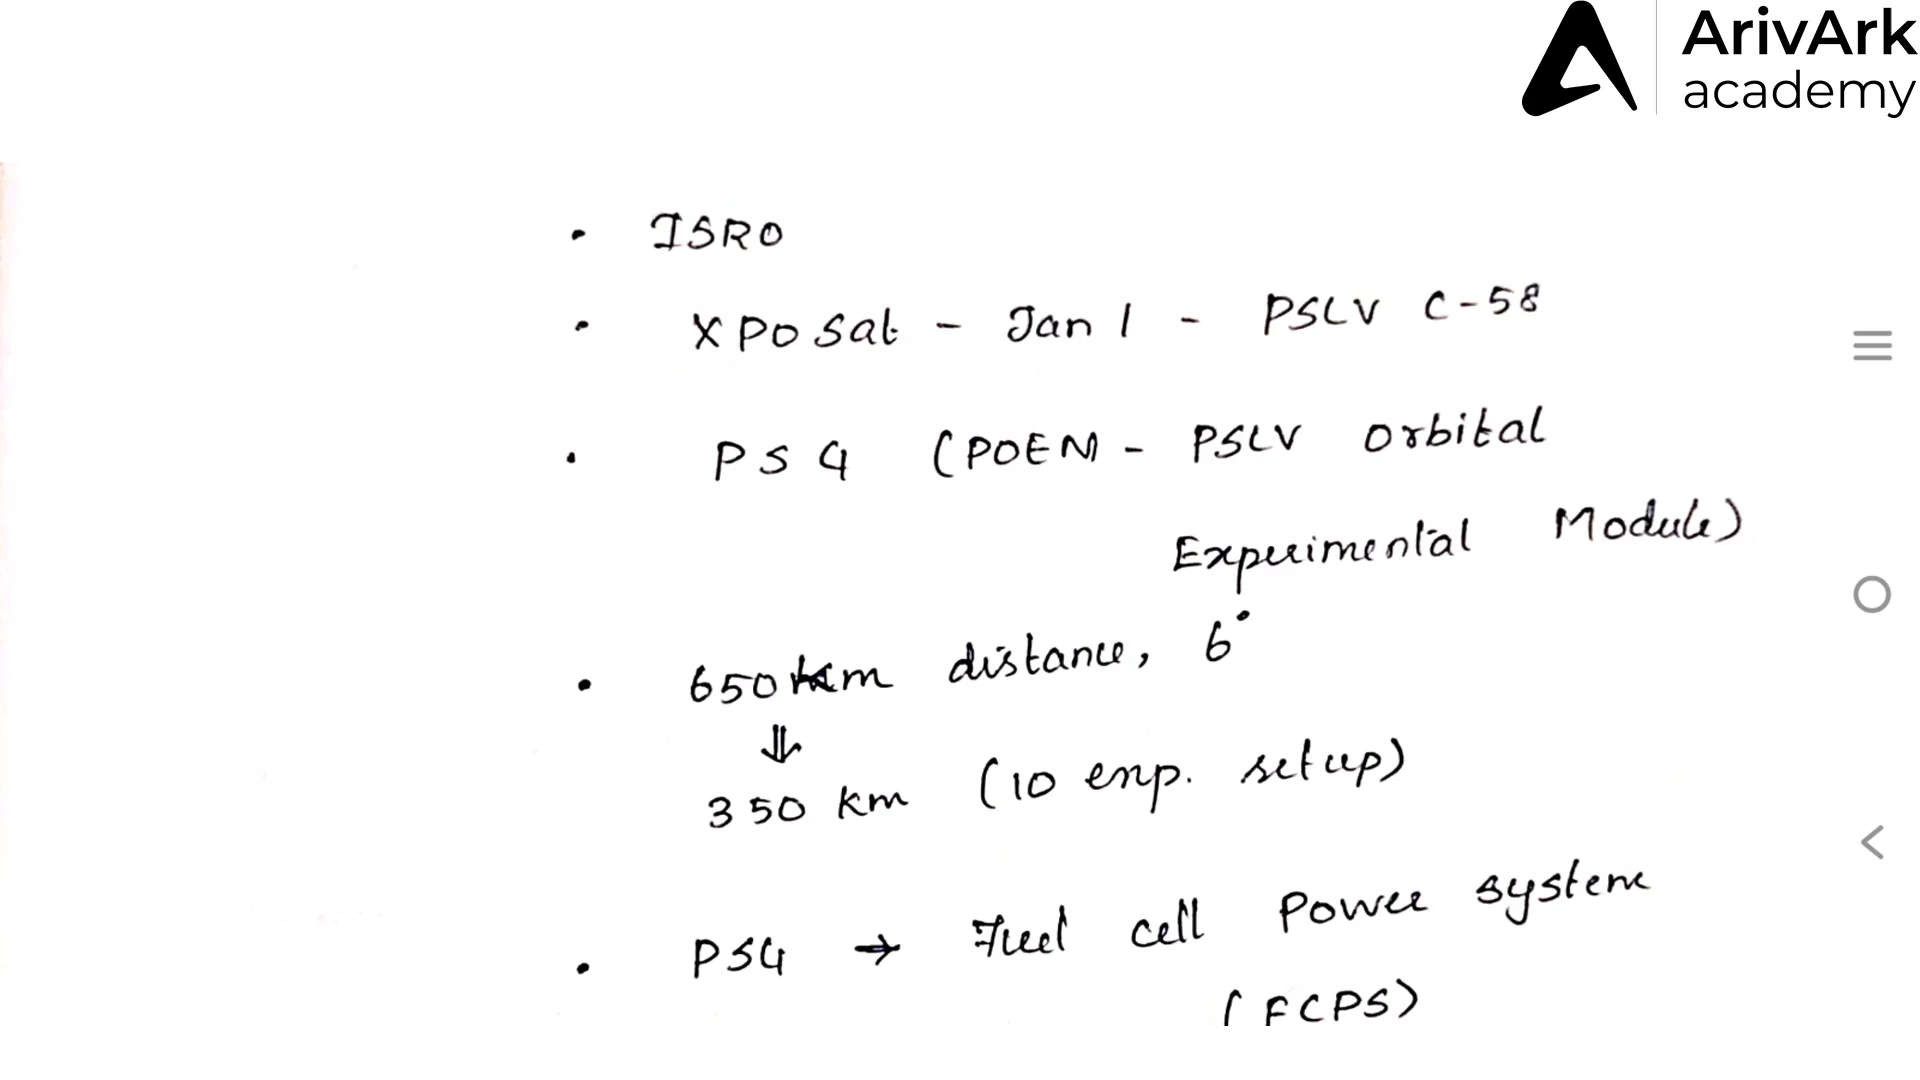 ArivArk
academy
• ISRO
• XPoSat - Jan 1 - PSLV C-58
• PS4 (POEM - PSLV Orbital
Experimental Module)
• 650 km distance, 6°
⇓
350 km (10 exp. setup)
• PS4 → Fuel cell Power system
(FCPS)